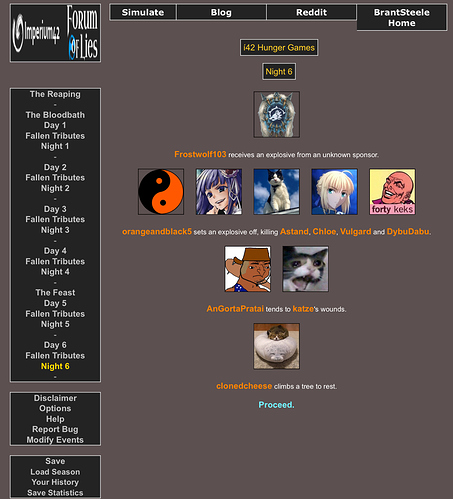 Imperium42
Forum
of Lies
Simulate
Blog
Reddit
BrantSteele
Home
I42 Hunger Games
Night 6
The Reaping
-
The Bloodbath
Day 1
Fallen Tributes
Night 1
-
Day 2
Fallen Tributes
Night 2
-
Day 3
Fallen Tributes
Night 3
-
Day 4
Fallen Tributes
Night 4
-
The Feast
Day 5
Fallen Tributes
Night 5
-
Day 6
Fallen Tributes
Night 6
-
Disclaimer
Options
Help
Report Bug
Modify Events
Save
Load Season
Your History
Save Statistics
Frostwolf103 receives an explosive from an unknown sponsor.
forty keks
orangeandblack5 sets an explosive off, killing Astand, Chloe, Vulgard and DybuDabu.
AnGortaPratai tends to katze's wounds.
clonedcheese climbs a tree to rest.
Proceed.